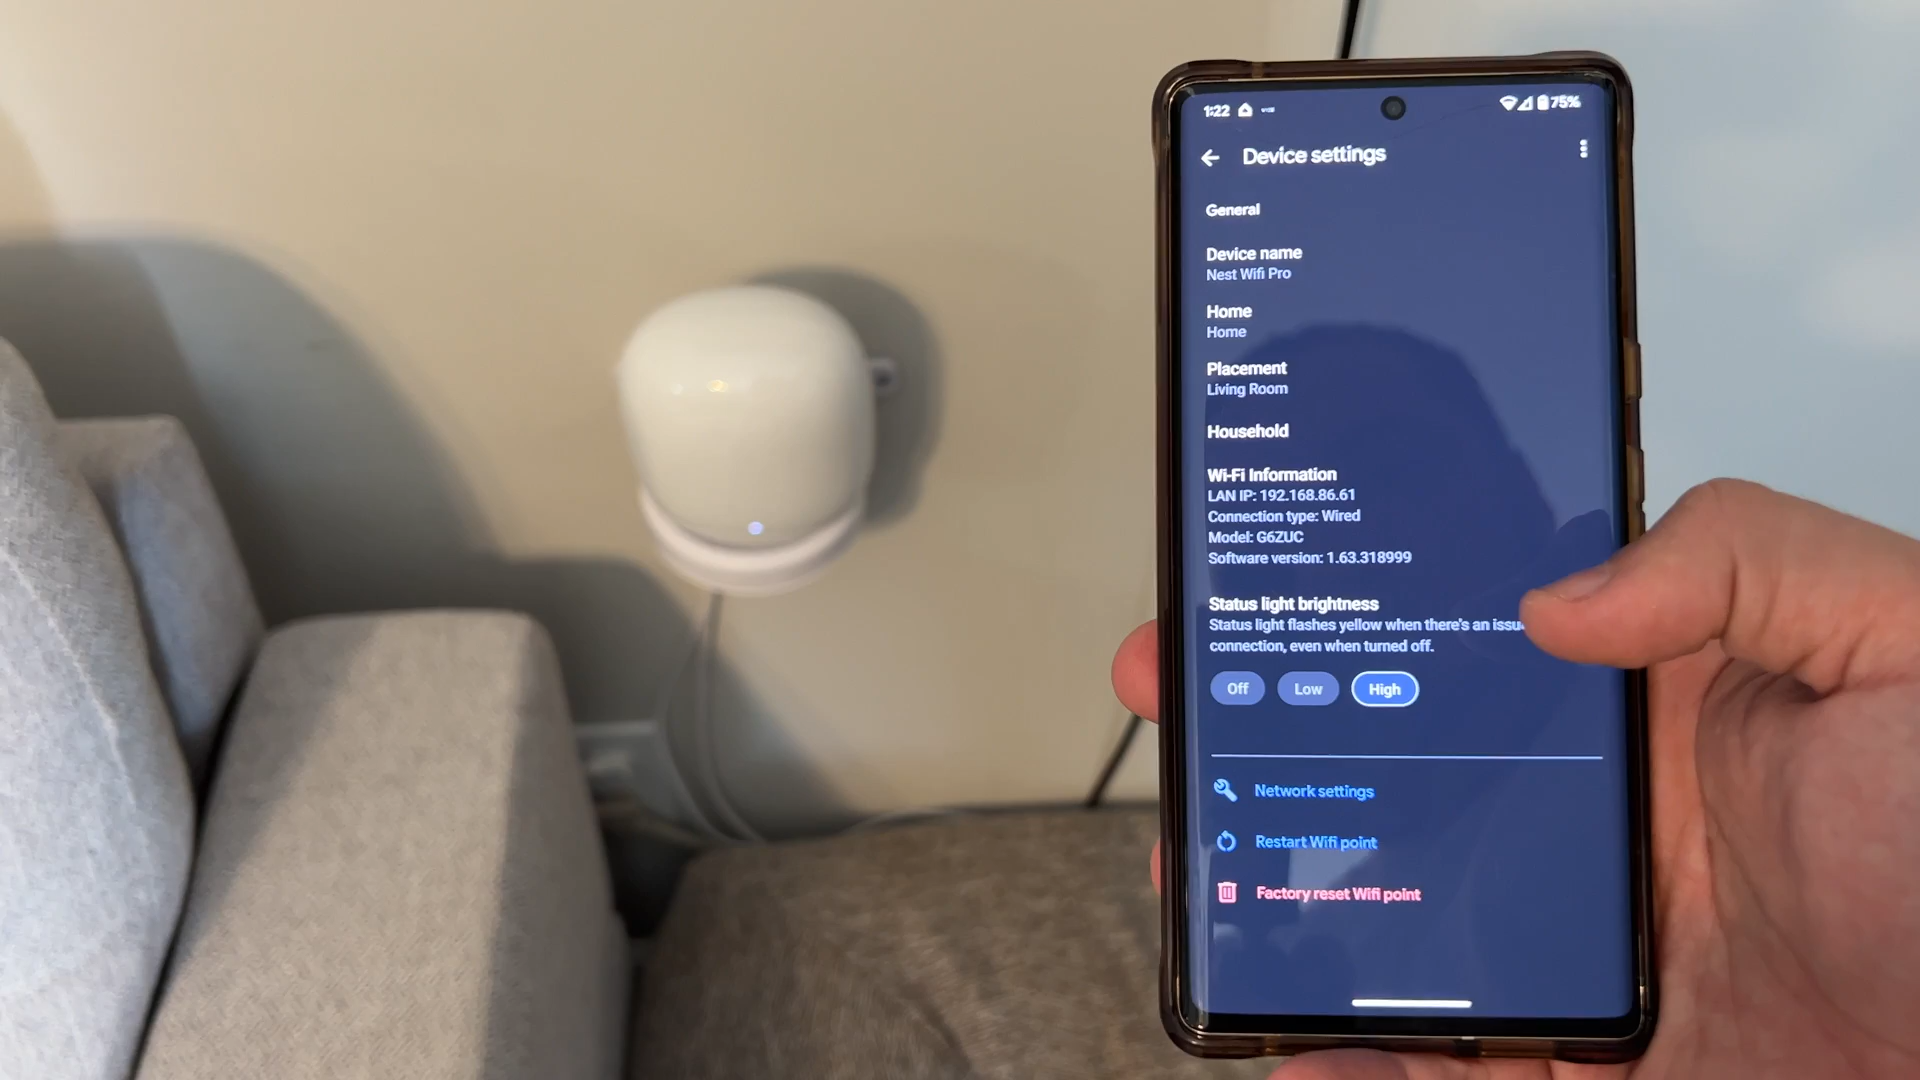 1:22
75%
Device settings
General
Device name
Nest Wifi Pro
Home
Home
Placement
Living Room
Household
Wi-Fi Information
LAN IP: 192.168.86.61
Connection type: Wired
Model: G6ZUC
Software version: 1.63.318999
Status light brightness
Status light flashes yellow when there's an
connection, even when turned off.
Off Low High
Network settings
Restart Wifi point
Factory reset Wifi point